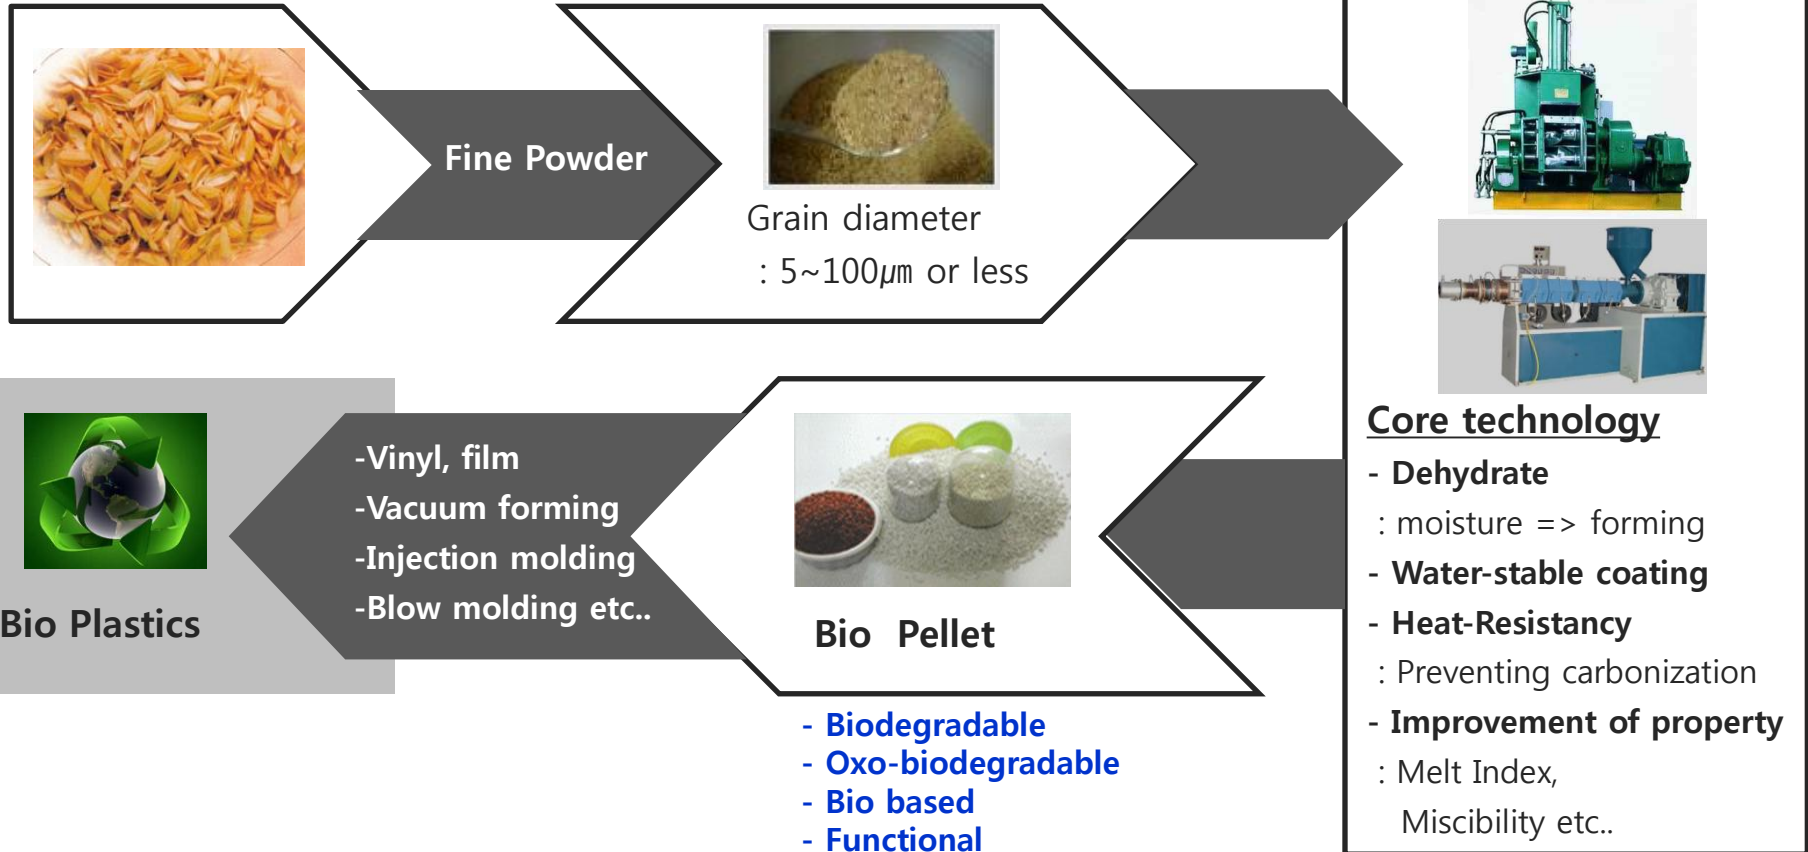 Fine Powder
Grain diameter
: 5~100㎛ or less
Core technology
- Dehydrate
: moisture => forming
- Water-stable coating
- Heat-Resistancy
: Preventing carbonization
- Improvement of property
: Melt Index,
Miscibility etc..
Bio Pellet
- Biodegradable
- Oxo-biodegradable
- Bio based
- Functional
-Vinyl, film
-Vacuum forming
-Injection molding
-Blow molding etc..
Bio Plastics